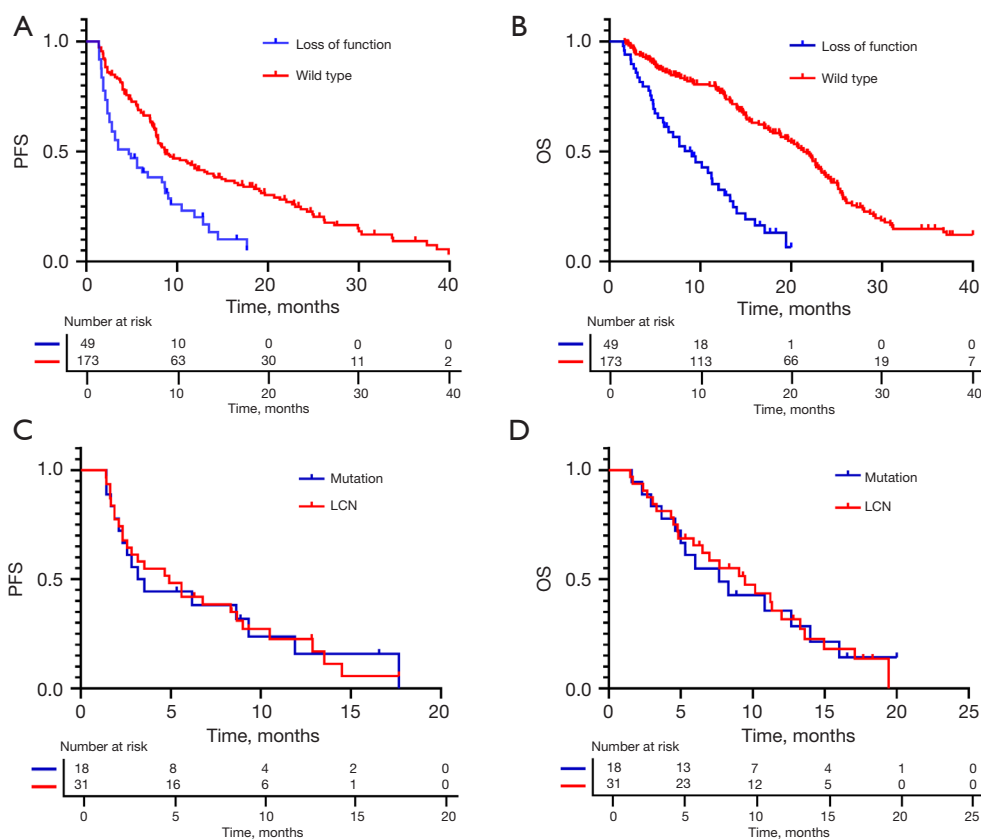 A
1.0
0.5
0.0
PFS
Loss of function
Wild type
0 10 20 30 40
Time, months
Number at risk
49 10 0 0 0
173 63 30 11 2
0 10 20 30 40
Time, months
B
1.0
0.5
0.0
OS
Loss of function
Wild type
0 10 20 30 40
Time, months
Number at risk
49 18 1 0 0
173 113 66 19 7
0 10 20 30 40
Time, months
C
1.0
0.5
0.0
PFS
Mutation
LCN
0 5 10 15 20
Time, months
Number at risk
18 8 4 2 0
31 16 6 1 0
0 5 10 15 20
Time, months
D
1.0
0.5
0.0
OS
Mutation
LCN
0 5 10 15 20 25
Time, months
Number at risk
18 13 7 4 1 0
31 23 12 5 0 0
0 5 10 15 20 25
Time, months